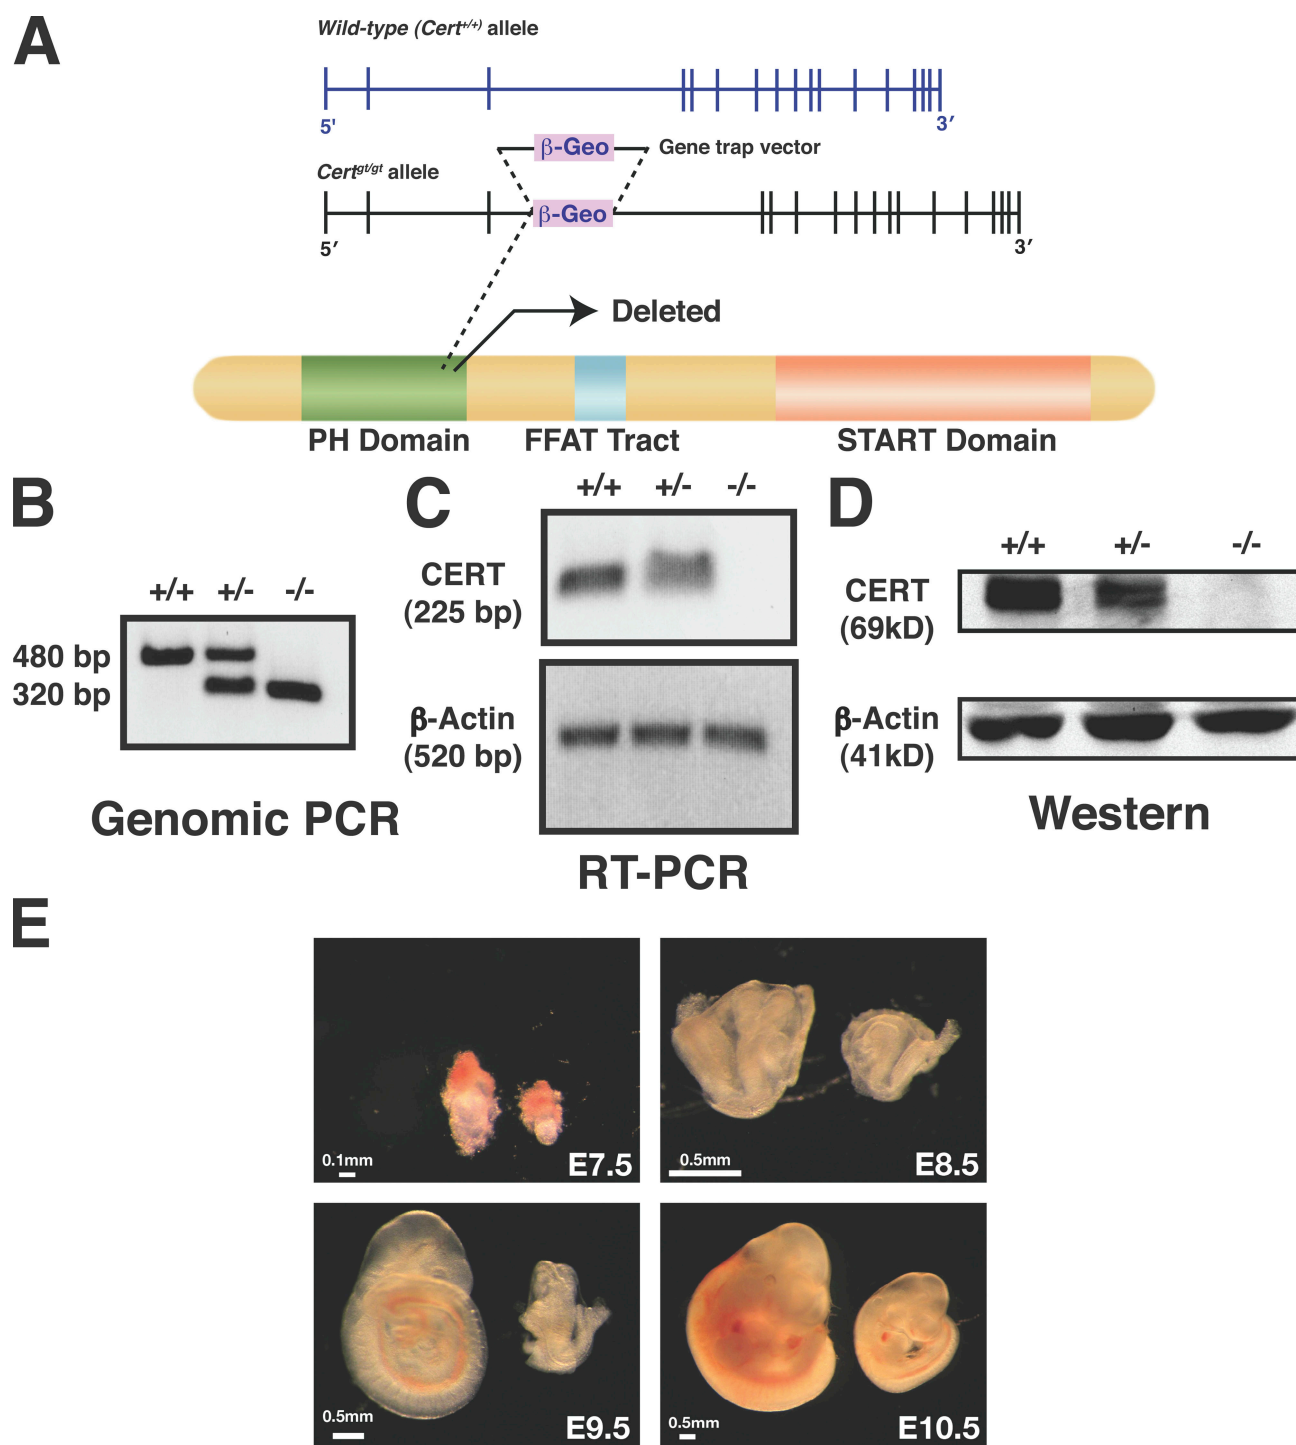 A
Wild-type (Cert+/+) allele
5'
3′
β-Geo
Gene trap vector
Certgt/gt allele
β-Geo
5′
3′
Deleted
PH Domain
FFAT Tract
START Domain
B
+/+ +/- -/-
480 bp
320 bp
Genomic PCR
C
+/+ +/- -/-
CERT
(225 bp)
β-Actin
(520 bp)
RT-PCR
D
+/+ +/- -/-
CERT
(69kD)
β-Actin
(41kD)
Western
E
0.1mm
E7.5
0.5mm
E8.5
0.5mm
E9.5
0.5mm
E10.5